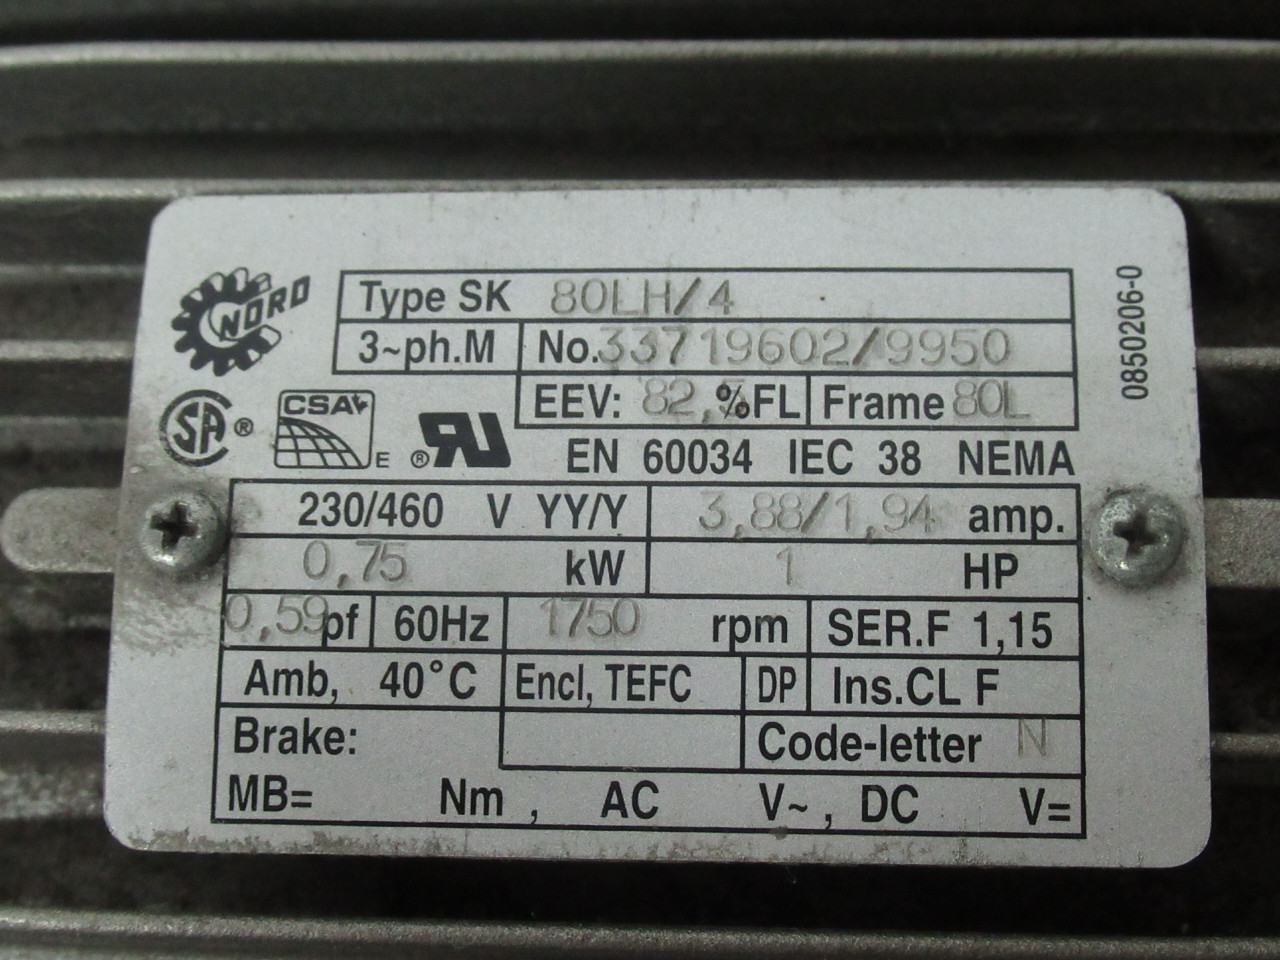 NORD
Type SK 80LH/4
3~ph.M No.33719602/9950
EEV: 82, %FL Frame 80L
SA ® CSA E ® RU
EN 60034 IEC 38 NEMA
230/460 V YY/Y 3,88/1,94 amp.
0,75 kW 1 HP
0,59 pf 60Hz 1750 rpm SER.F 1,15
Amb, 40°C Encl, TEFC DP Ins.CL F
Brake: Code-letter N
MB= Nm , AC V~ , DC V=
0850206-0